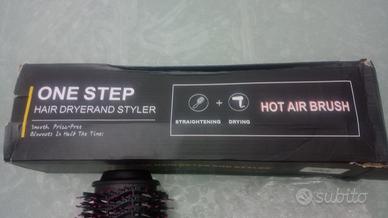 ONE STEP
HAIR DRYERAND STYLER
Smooth Frizz-Free
Blowouts In Half The Time!
STRAIGHTENING + DRYING
HOT AIR BRUSH
subito